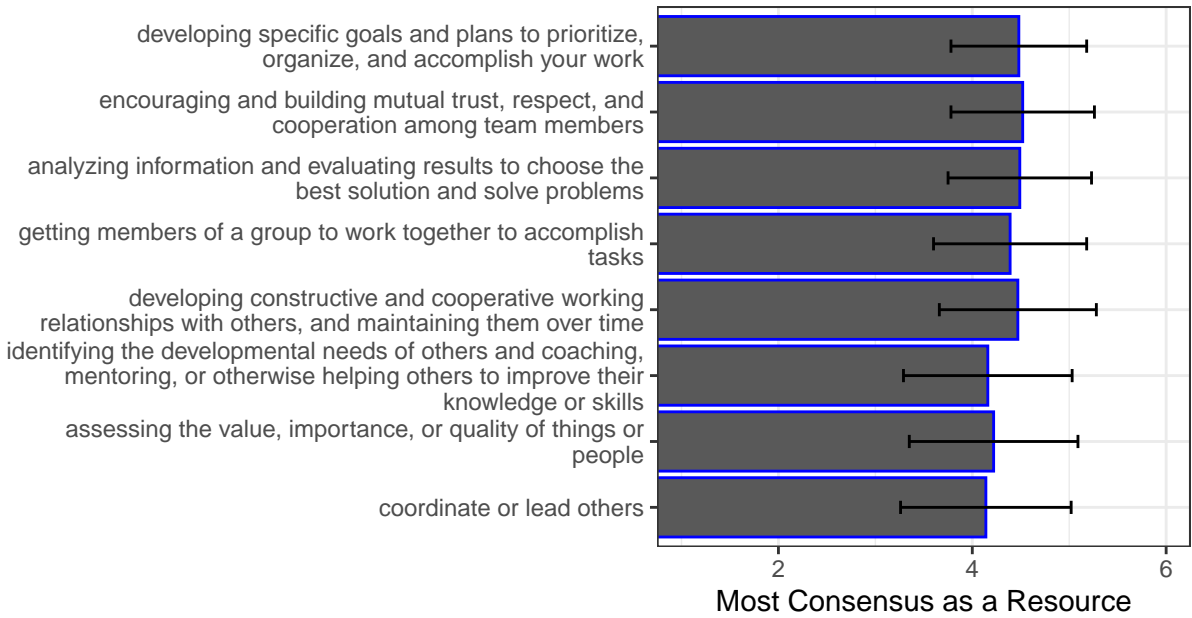 developing specific goals and plans to prioritize,
organize, and accomplish your work
encouraging and building mutual trust, respect, and
cooperation among team members
analyzing information and evaluating results to choose the
best solution and solve problems
getting members of a group to work together to accomplish
tasks
developing constructive and cooperative working
relationships with others, and maintaining them over time
identifying the developmental needs of others and coaching,
mentoring, or otherwise helping others to improve their
knowledge or skills
assessing the value, importance, or quality of things or
people
coordinate or lead others
2 4 6
Most Consensus as a Resource